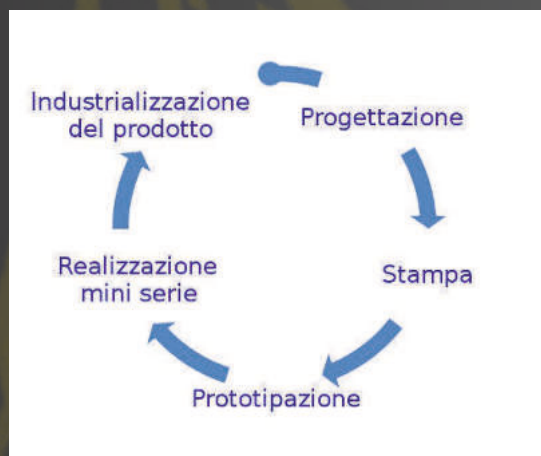 Progettazione
Stampa
Prototipazione
Realizzazione
mini serie
Industrializzazione
del prodotto